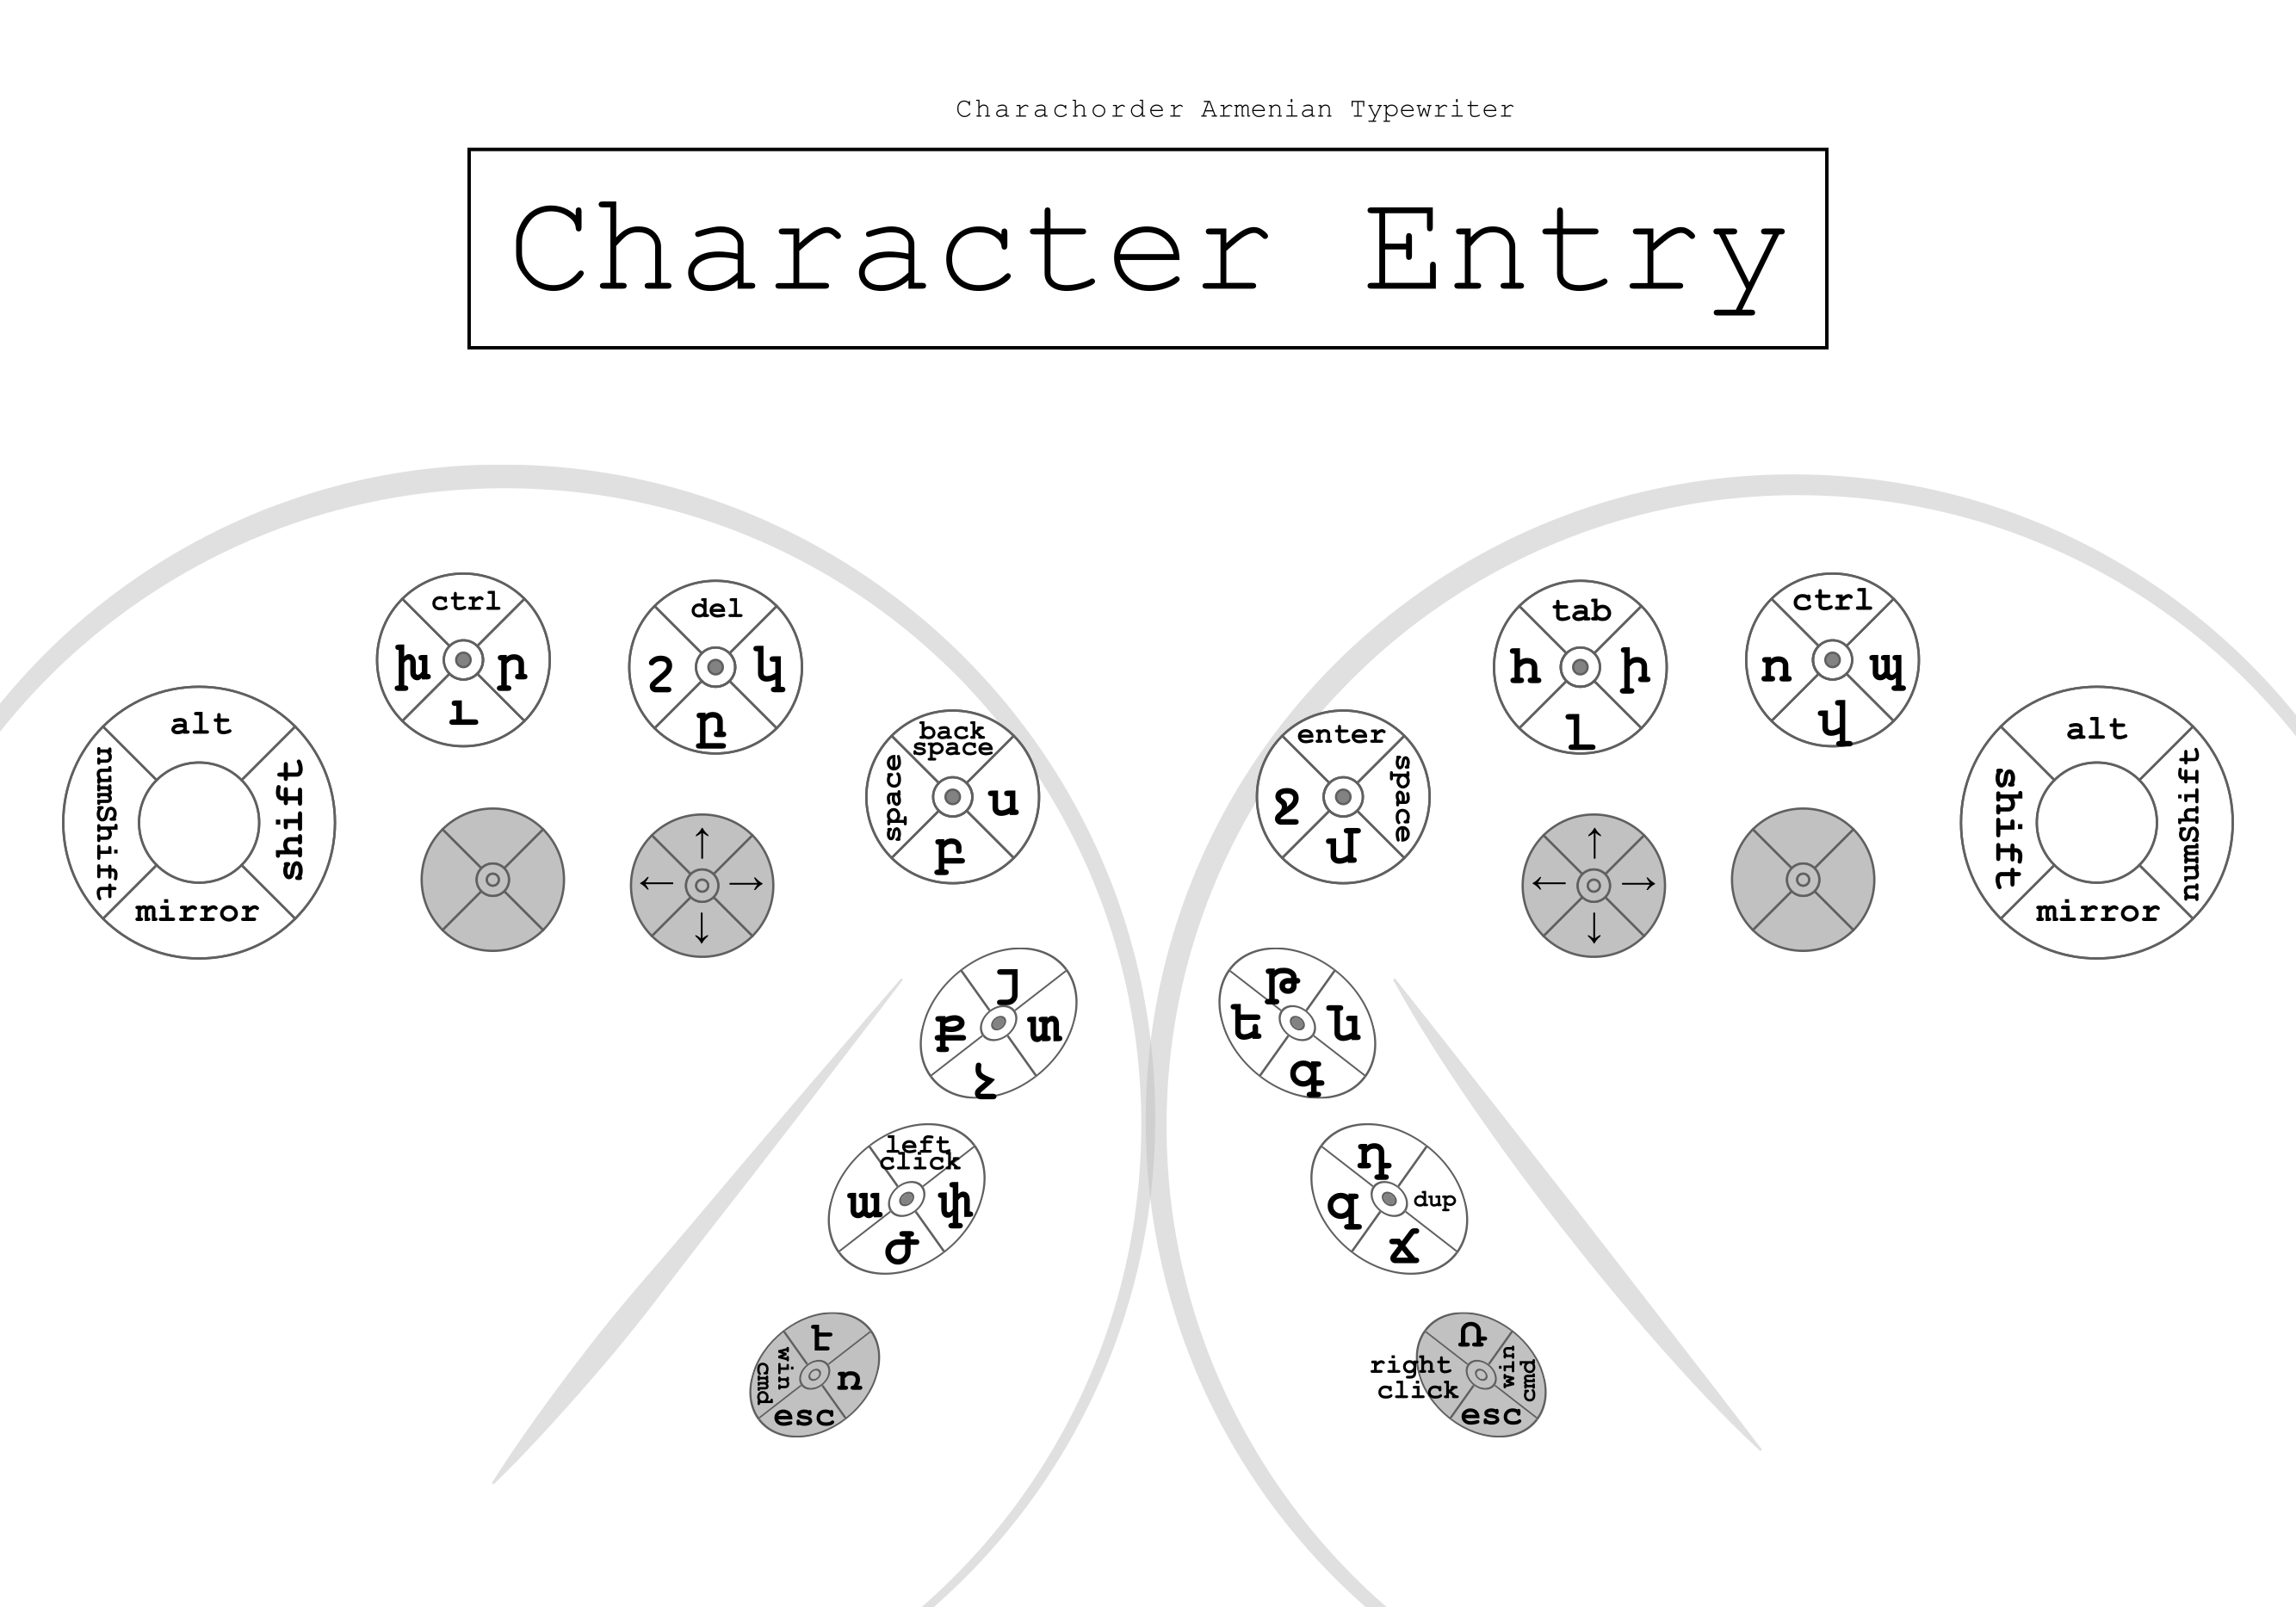 Charachorder Armenian Typewriter
Character Entry
ctrl
խ ր
ւ
del
շ կ
ը
tab
հ ի
լ
ctrl
ո պ
վ
alt
numShift shift
mirror
back
space
space ս
բ
enter
ջ space
մ
alt
shift numShift
mirror
↑
← →
↓
↑
← →
↓
յ
ք տ
չ
թ
ե ն
գ
left
click
ա փ
ժ
դ
զ dup
ճ
է
win
cmd
ո
esc
Ռ
right
click
win
cmd
esc